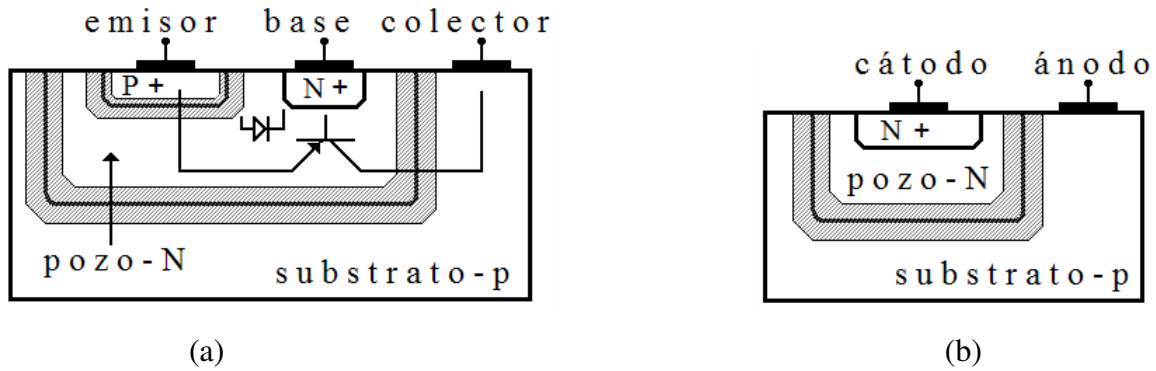 emisor base colector
P+ N+
pozo-N
substrato-p
(a)
cátodo ánodo
N+
pozo-N
substrato-p
(b)